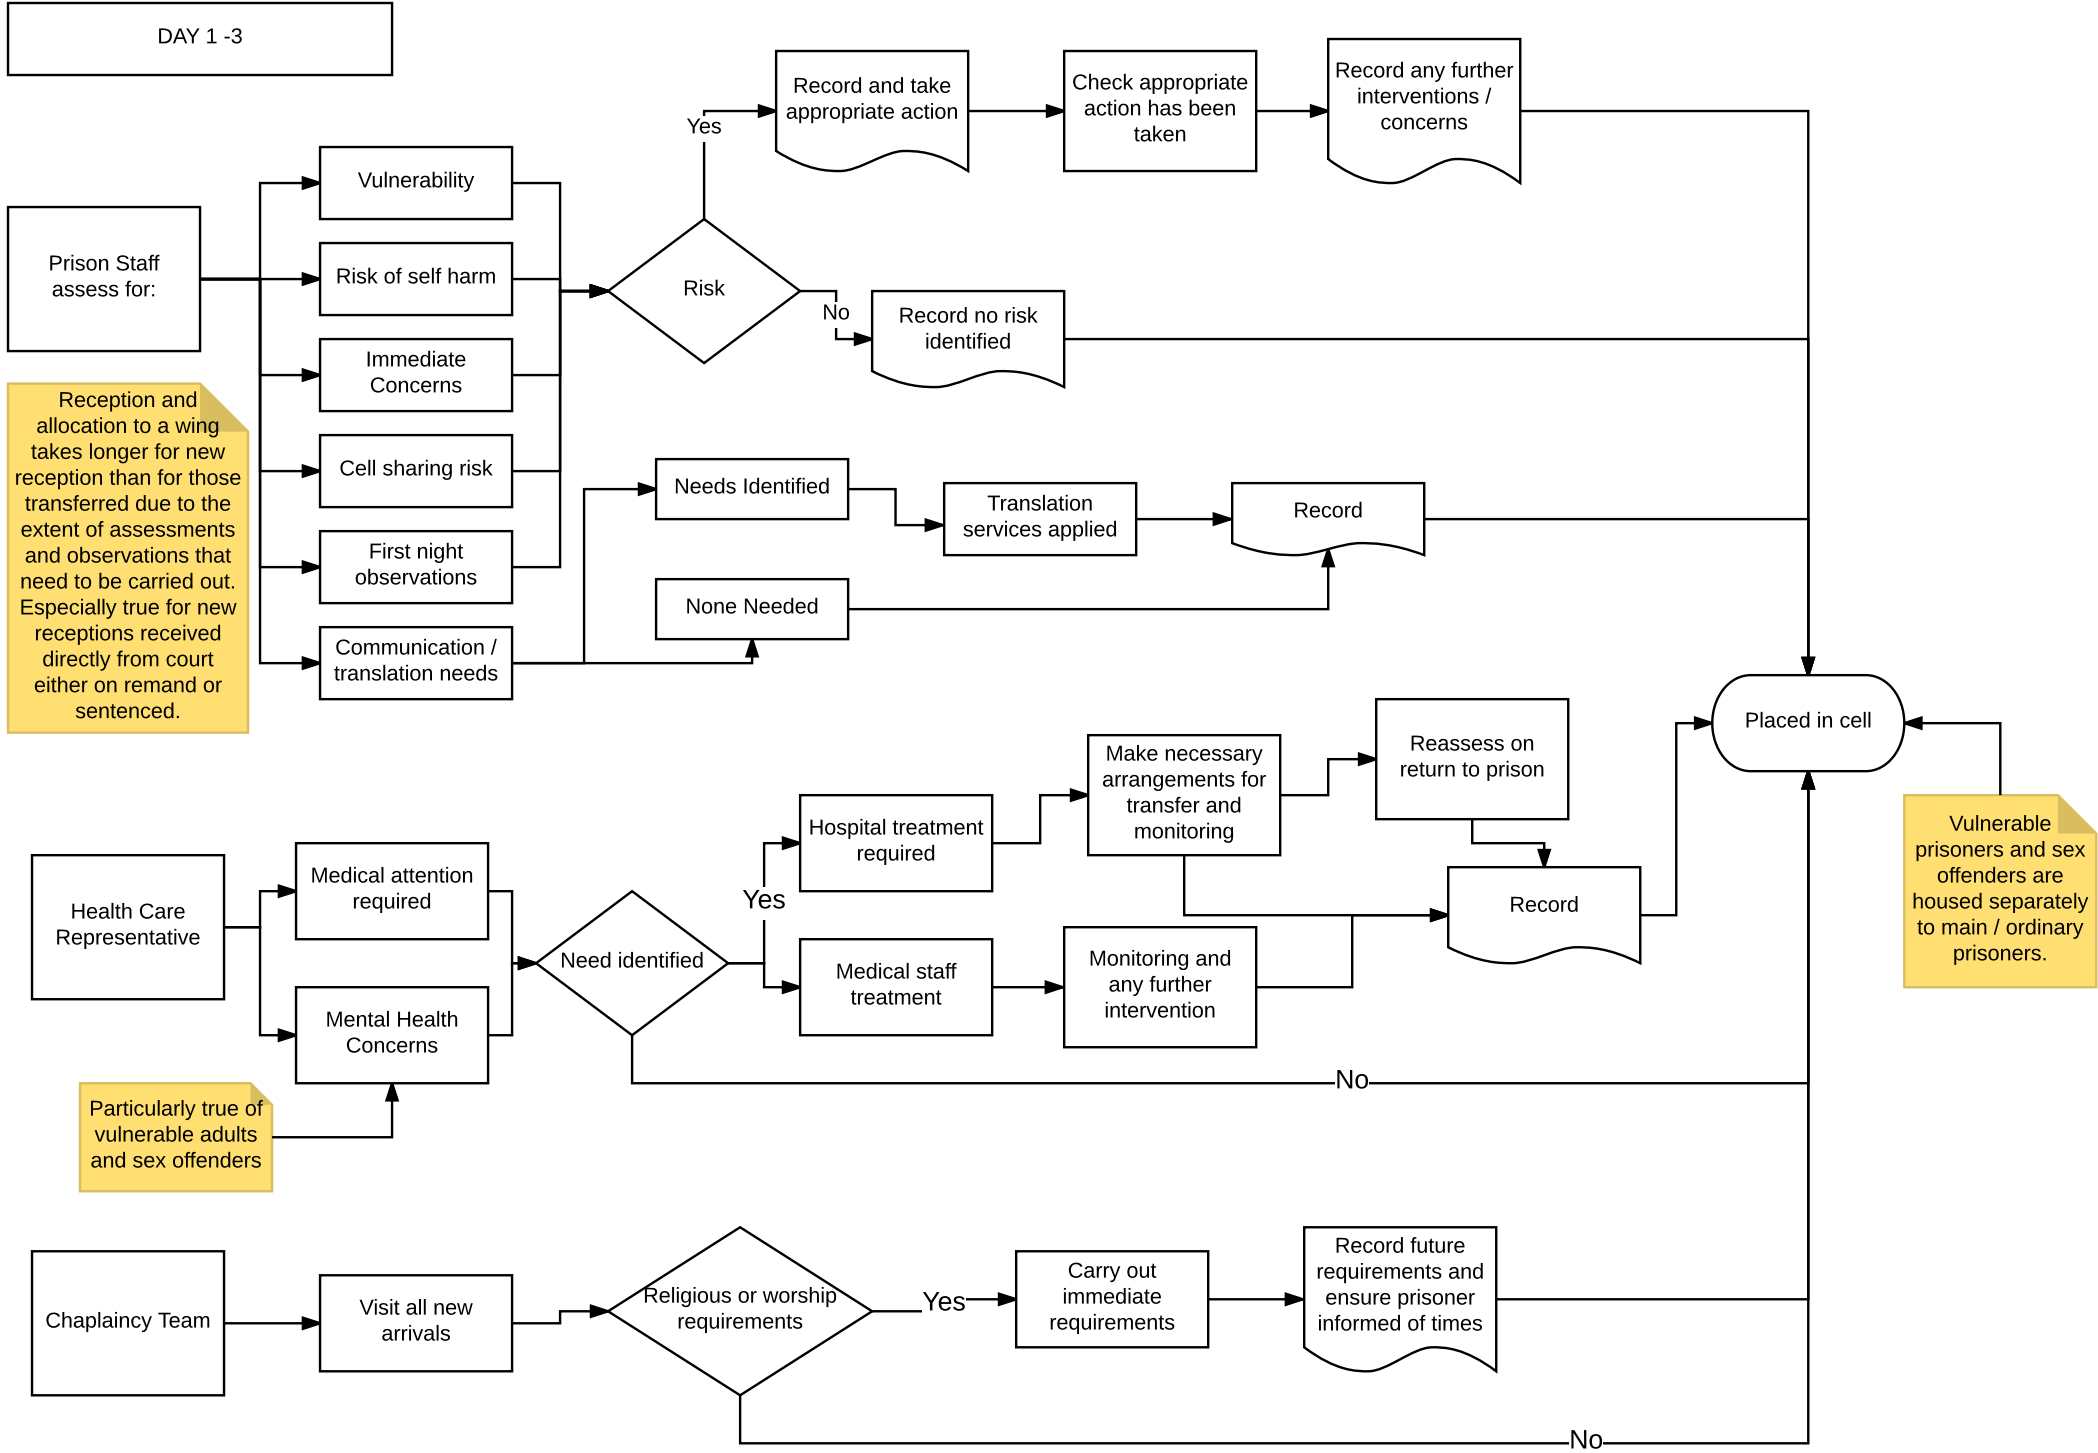 DAY 1 -3
Record and take
appropriate action
Check appropriate
action has been
taken
Record any further
interventions /
concerns
Yes
Prison Staff
assess for:
Vulnerability
Risk of self harm
Immediate
Concerns
Cell sharing risk
First night
observations
Communication /
translation needs
Risk
No
Record no risk
identified
Reception and
allocation to a wing
takes longer for new
reception than for those
transferred due to the
extent of assessments
and observations that
need to be carried out.
Especially true for new
receptions received
directly from court
either on remand or
sentenced.
Needs Identified
Translation
services applied
Record
None Needed
Placed in cell
Health Care
Representative
Medical attention
required
Mental Health
Concerns
Need identified
Yes
Hospital treatment
required
Make necessary
arrangements for
transfer and
monitoring
Reassess on
return to prison
Record
Medical staff
treatment
Monitoring and
any further
intervention
No
Vulnerable
prisoners and sex
offenders are
housed separately
to main / ordinary
prisoners.
Particularly true of
vulnerable adults
and sex offenders
Chaplaincy Team
Visit all new
arrivals
Religious or worship
requirements
Yes
Carry out
immediate
requirements
Record future
requirements and
ensure prisoner
informed of times
No